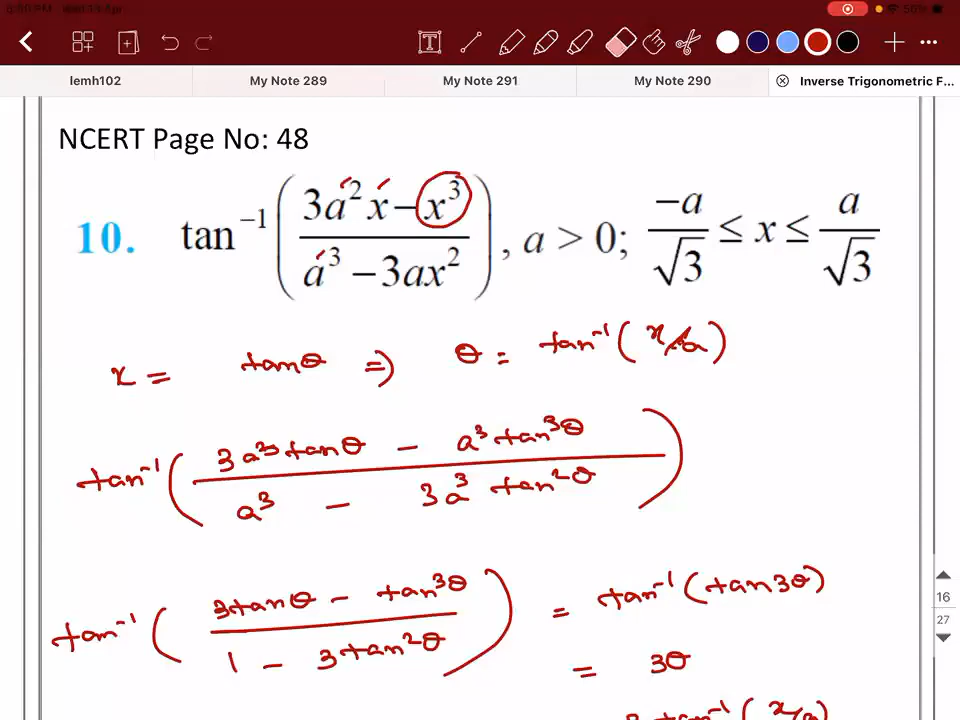 56%
lemh102 My Note 289 My Note 291 My Note 290 Inverse Trigonometric F...
NCERT Page No: 48
10. tan⁻¹((3a²x − x³)/(a³ − 3ax²)), a > 0; −a/√3 ≤ x ≤ a/√3
x = tanθ ⇒ θ = tan⁻¹(x/a)
tan⁻¹((3a³tanθ − a³tan³θ)/(a³ − 3a³tan²θ))
tan⁻¹((3tanθ − tan³θ)/(1 − 3tan²θ)) = tan⁻¹(tan3θ)
= 3θ
16
27